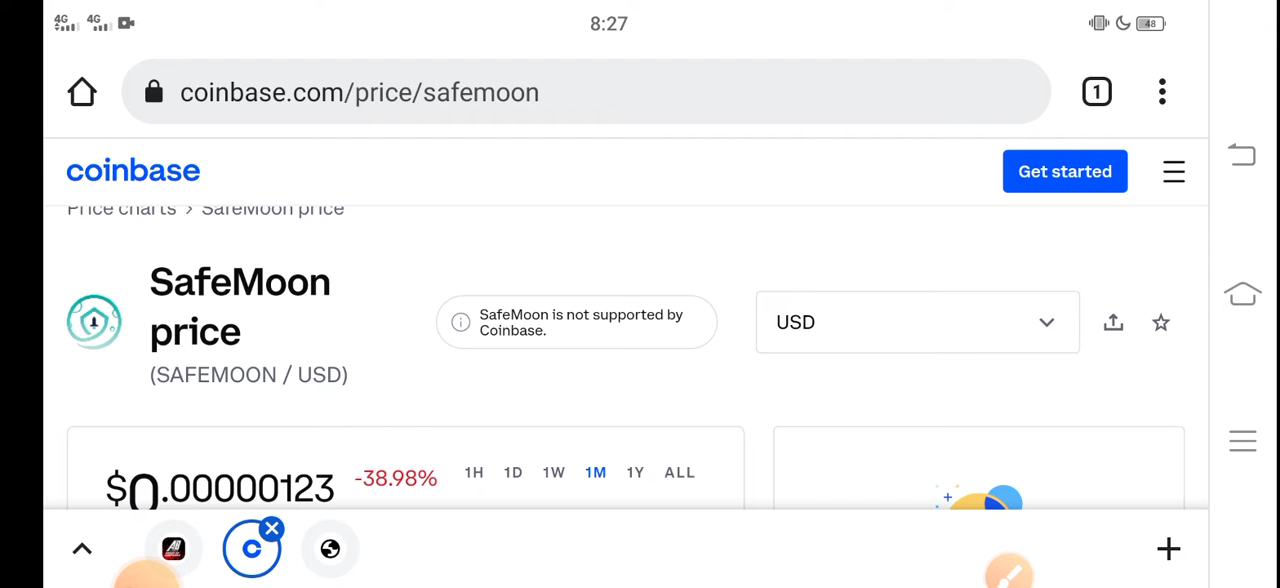 4G 4G 8:27 48
coinbase.com/price/safemoon 1
coinbase Get started
Price charts > SafeMoon price
SafeMoon
price
SafeMoon is not supported by
Coinbase.
USD
(SAFEMOON / USD)
$0.00000123 -38.98% 1H 1D 1W 1M 1Y ALL